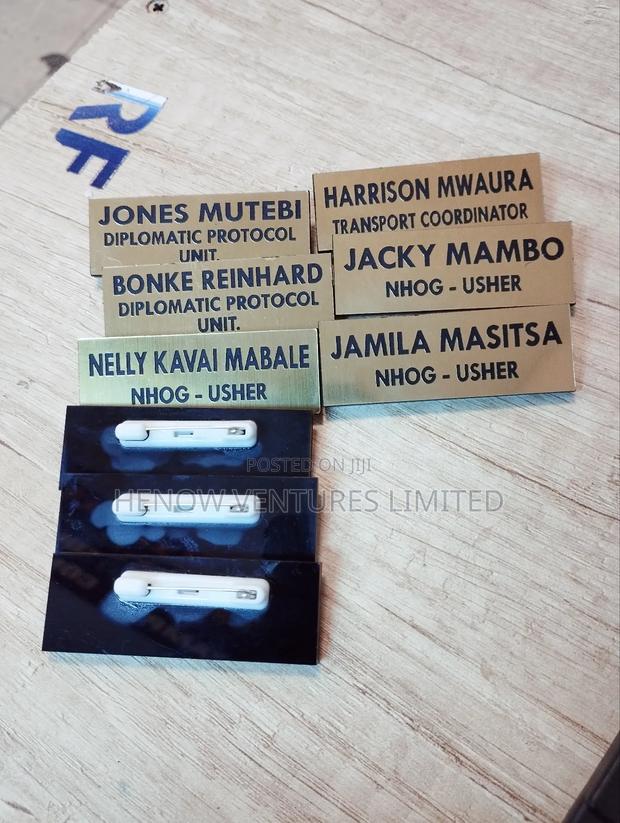 RF
JONES MUTEBI
DIPLOMATIC PROTOCOL
UNIT.
HARRISON MWAURA
TRANSPORT COORDINATOR
BONKE REINHARD
DIPLOMATIC PROTOCOL
UNIT.
JACKY MAMBO
NHOG - USHER
NELLY KAVAI MABALE
NHOG - USHER
JAMILA MASITSA
NHOG - USHER
POSTED ON JIJI
HENOW VENTURES LIMITED